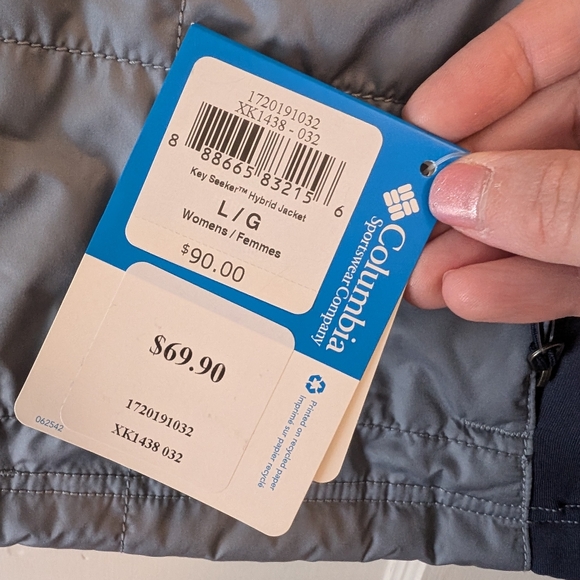 1720191032
XK1438 - 032
8 88665 83215 6
Key Seeker™ Hybrid Jacket
L / G
Womens / Femmes
$90.00
Columbia
Sportswear Company
$69.90
1720191032
XK1438 032
062542
Printed on recycled paper
Imprimé sur papier recyclé